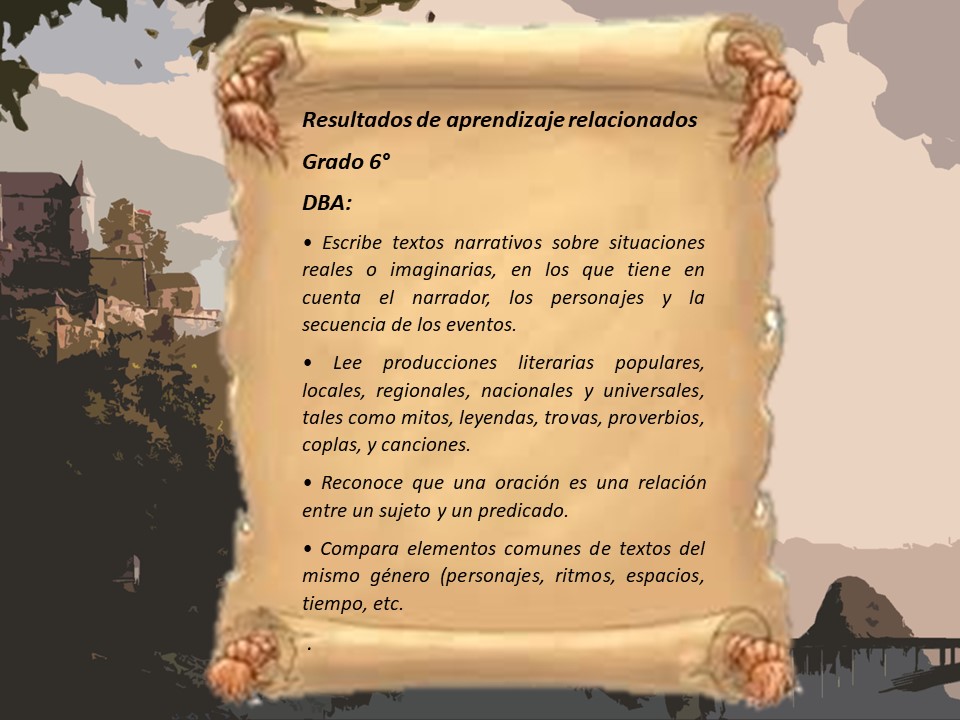 Resultados de aprendizaje relacionados
Grado 6°
DBA:
• Escribe textos narrativos sobre situaciones
reales o imaginarias, en los que tiene en
cuenta el narrador, los personajes y la
secuencia de los eventos.
• Lee producciones literarias populares,
locales, regionales, nacionales y universales,
tales como mitos, leyendas, trovas, proverbios,
coplas, y canciones.
• Reconoce que una oración es una relación
entre un sujeto y un predicado.
• Compara elementos comunes de textos del
mismo género (personajes, ritmos, espacios,
tiempo, etc.
.